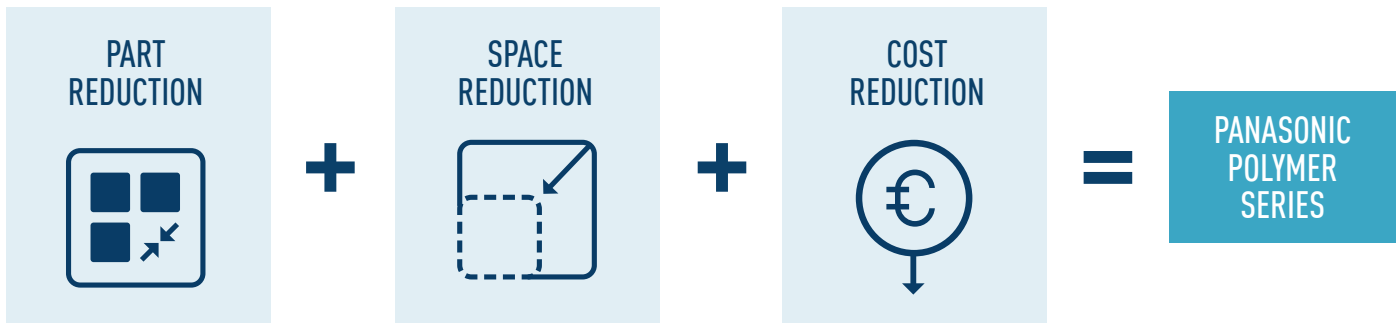 PART
REDUCTION
+
SPACE
REDUCTION
+
COST
REDUCTION
€
=
PANASONIC
POLYMER
SERIES